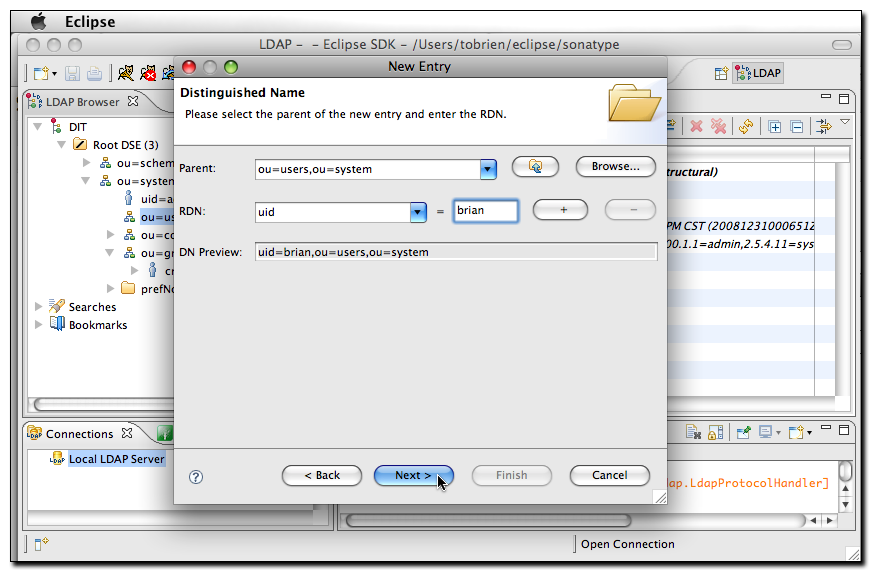 Eclipse
LDAP - - Eclipse SDK - /Users/tobrien/eclipse/sonatype
New Entry
LDAP
LDAP Browser
Distinguished Name
Please select the parent of the new entry and enter the RDN.
DIT
Root DSE (3)
ou=schem
ou=system
uid=a
ou=us
ou=co
ou=gr
cr
prefNo
Searches
Bookmarks
Parent:
ou=users,ou=system
Browse...
RDN:
uid
=
brian
+
−
DN Preview:
uid=brian,ou=users,ou=system
tructural)
PM CST (20081231000651Z
00.1.1=admin,2.5.4.11=sys
Connections
Local LDAP Server
LDAP
?
< Back
Next >
Finish
Cancel
dap.LdapProtocolHandler]
Open Connection